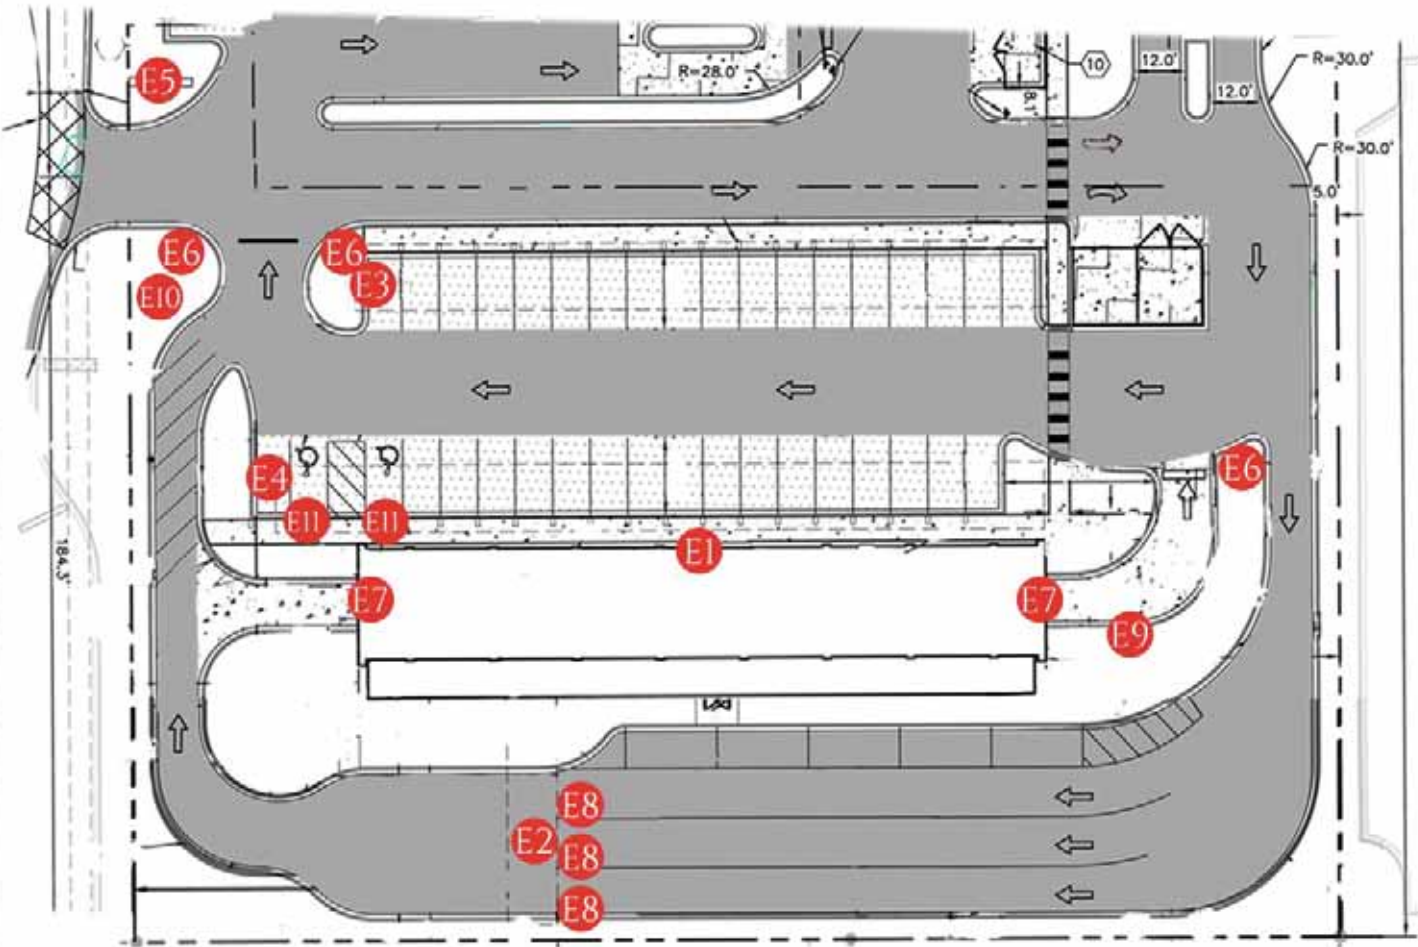 R=28.0'
10
12.0'
R=30.0'
12.0'
E5
8.1'
R=30.0'
5.0'
E6
E6
E10
E3
E6
E4
E11
E11
E1
184.3'
E7
E7
E9
E8
E2
E8
E8